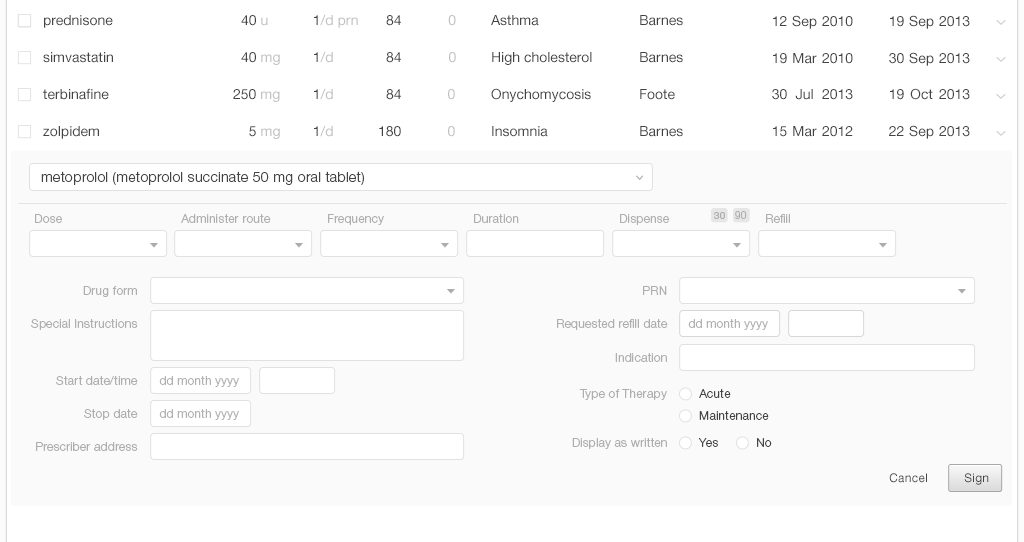 prednisone 40 u 1/d prn 84 0 Asthma Barnes 12 Sep 2010 19 Sep 2013
simvastatin 40 mg 1/d 84 0 High cholesterol Barnes 19 Mar 2010 30 Sep 2013
terbinafine 250 mg 1/d 84 0 Onychomycosis Foote 30 Jul 2013 19 Oct 2013
zolpidem 5 mg 1/d 180 0 Insomnia Barnes 15 Mar 2012 22 Sep 2013
metoprolol (metoprolol succinate 50 mg oral tablet)
Dose Administer route Frequency Duration Dispense 30 90 Refill
Drug form PRN
Special Instructions Requested refill date dd month yyyy
Indication
Start date/time dd month yyyy
Type of Therapy Acute
Stop date dd month yyyy
Maintenance
Prescriber address Display as written Yes No
Cancel Sign